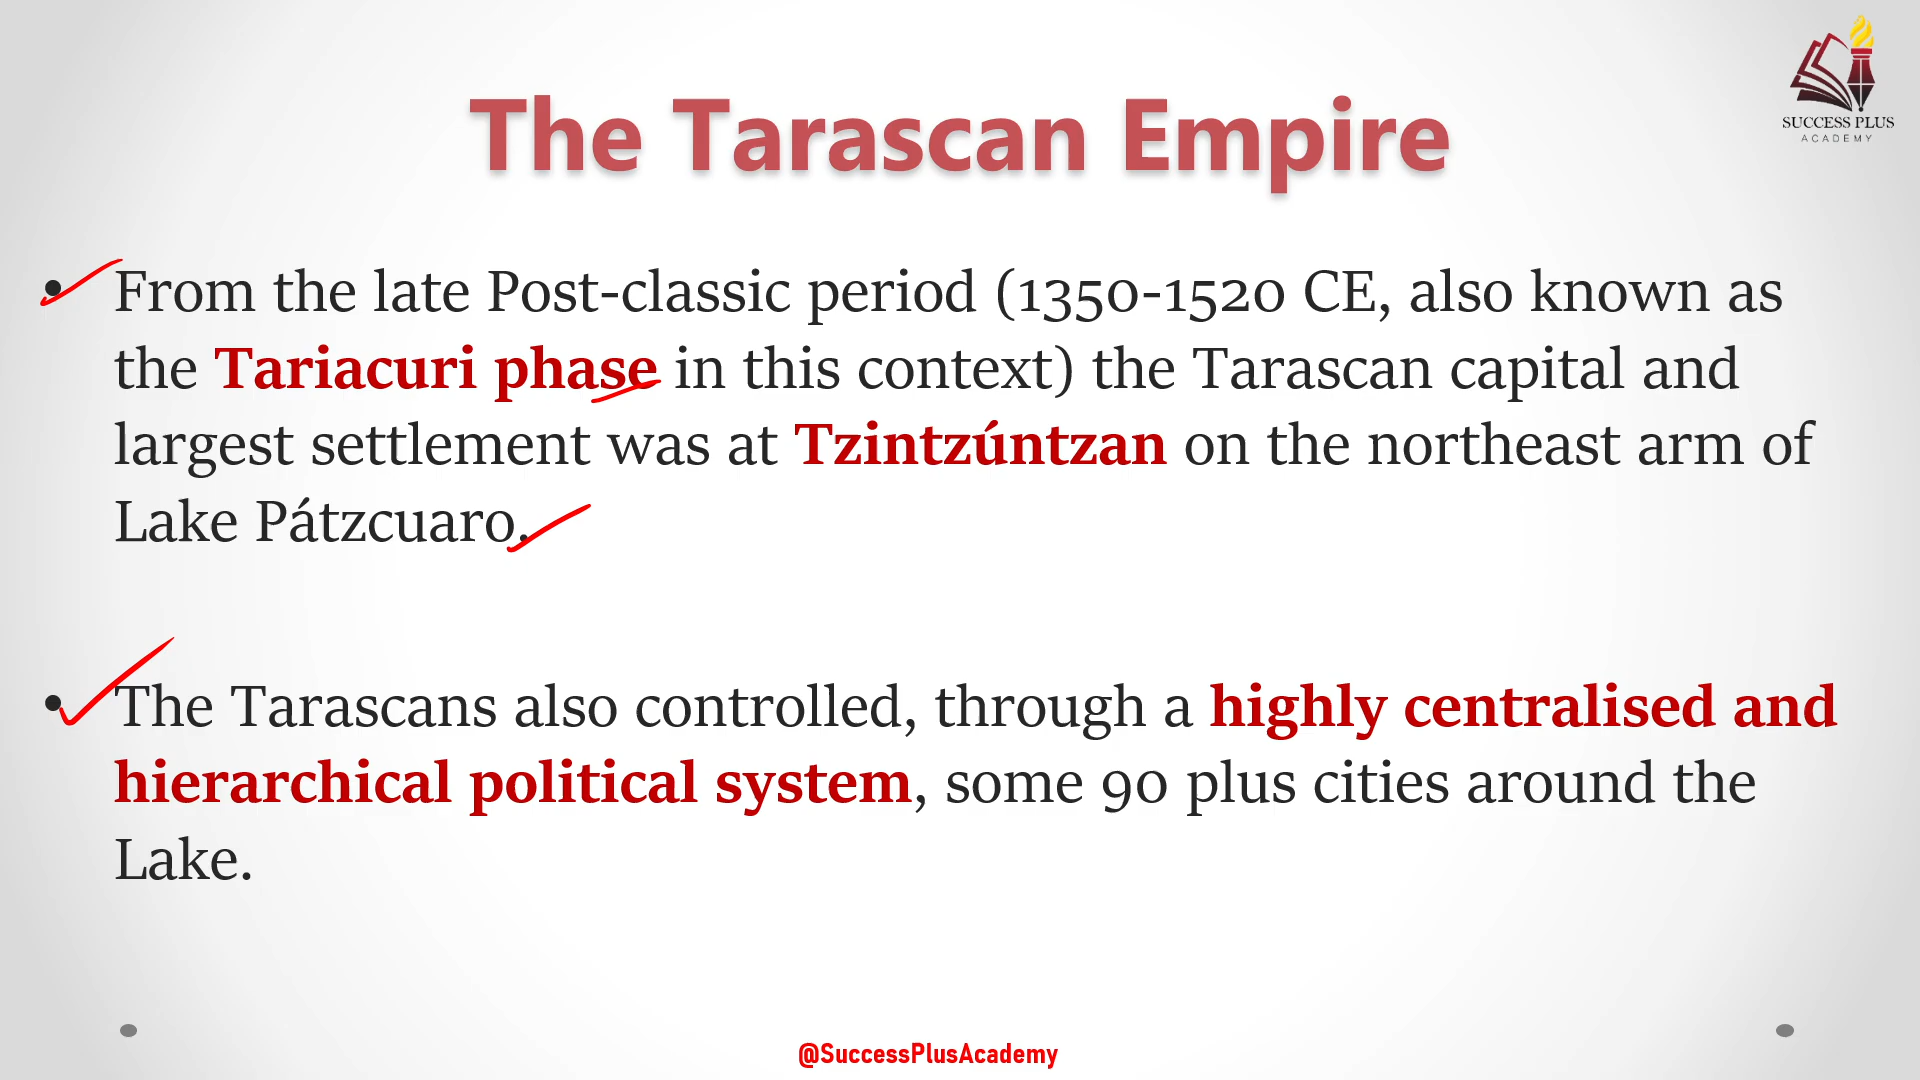 SUCCESS PLUS
ACADEMY
The Tarascan Empire
• From the late Post-classic period (1350-1520 CE, also known as
the Tariacuri phase in this context) the Tarascan capital and
largest settlement was at Tzintzúntzan on the northeast arm of
Lake Pátzcuaro.
• The Tarascans also controlled, through a highly centralised and
hierarchical political system, some 90 plus cities around the
Lake.
@SuccessPlusAcademy